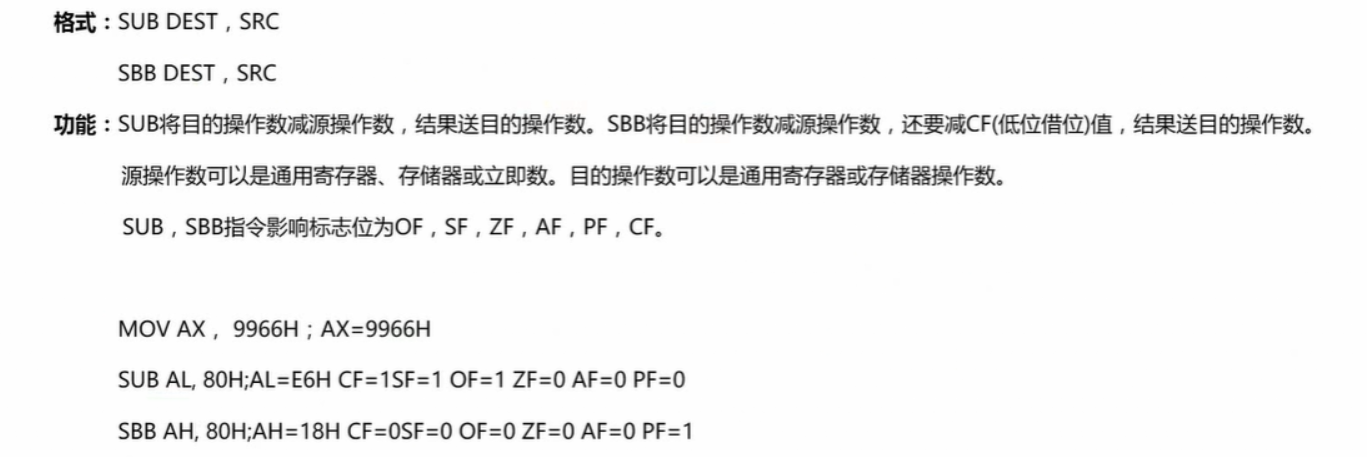 格式：SUB DEST，SRC
SBB DEST，SRC
功能：SUB将目的操作数减源操作数，结果送目的操作数。SBB将目的操作数减源操作数，还要减CF(低位借位)值，结果送目的操作数。
源操作数可以是通用寄存器、存储器或立即数。目的操作数可以是通用寄存器或存储器操作数。
SUB，SBB指令影响标志位为OF，SF，ZF，AF，PF，CF。
MOV AX， 9966H；AX=9966H
SUB AL, 80H;AL=E6H CF=1SF=1 OF=1 ZF=0 AF=0 PF=0
SBB AH, 80H;AH=18H CF=0SF=0 OF=0 ZF=0 AF=0 PF=1